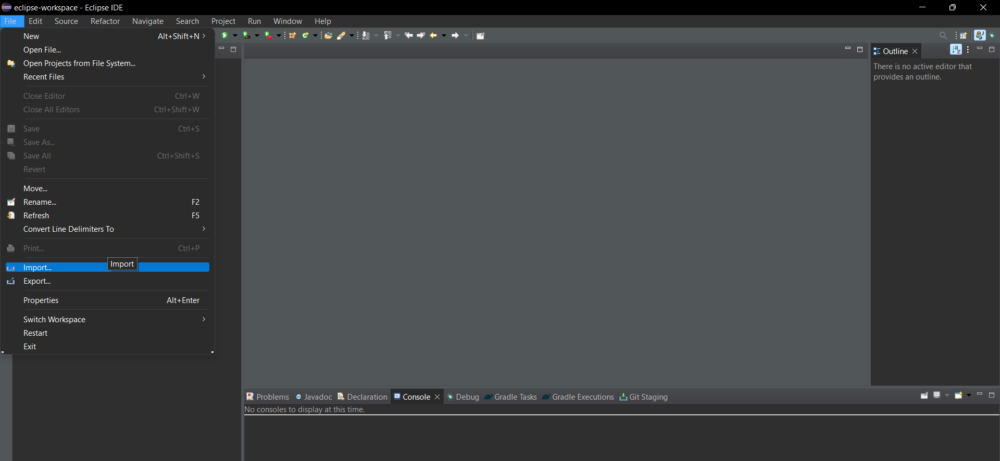 eclipse-workspace - Eclipse IDE
File Edit Source Refactor Navigate Search Project Run Window Help
New Alt+Shift+N
Open File...
Open Projects from File System...
Recent Files
Close Editor Ctrl+W
Close All Editors Ctrl+Shift+W
Save Ctrl+S
Save As...
Save All Ctrl+Shift+S
Revert
Move...
Rename... F2
Refresh F5
Convert Line Delimiters To
Print... Ctrl+P
Import...
Import
Export...
Properties Alt+Enter
Switch Workspace
Restart
Exit
Outline
There is no active editor that
provides an outline.
Problems Javadoc Declaration Console Debug Gradle Tasks Gradle Executions Git Staging
No consoles to display at this time.